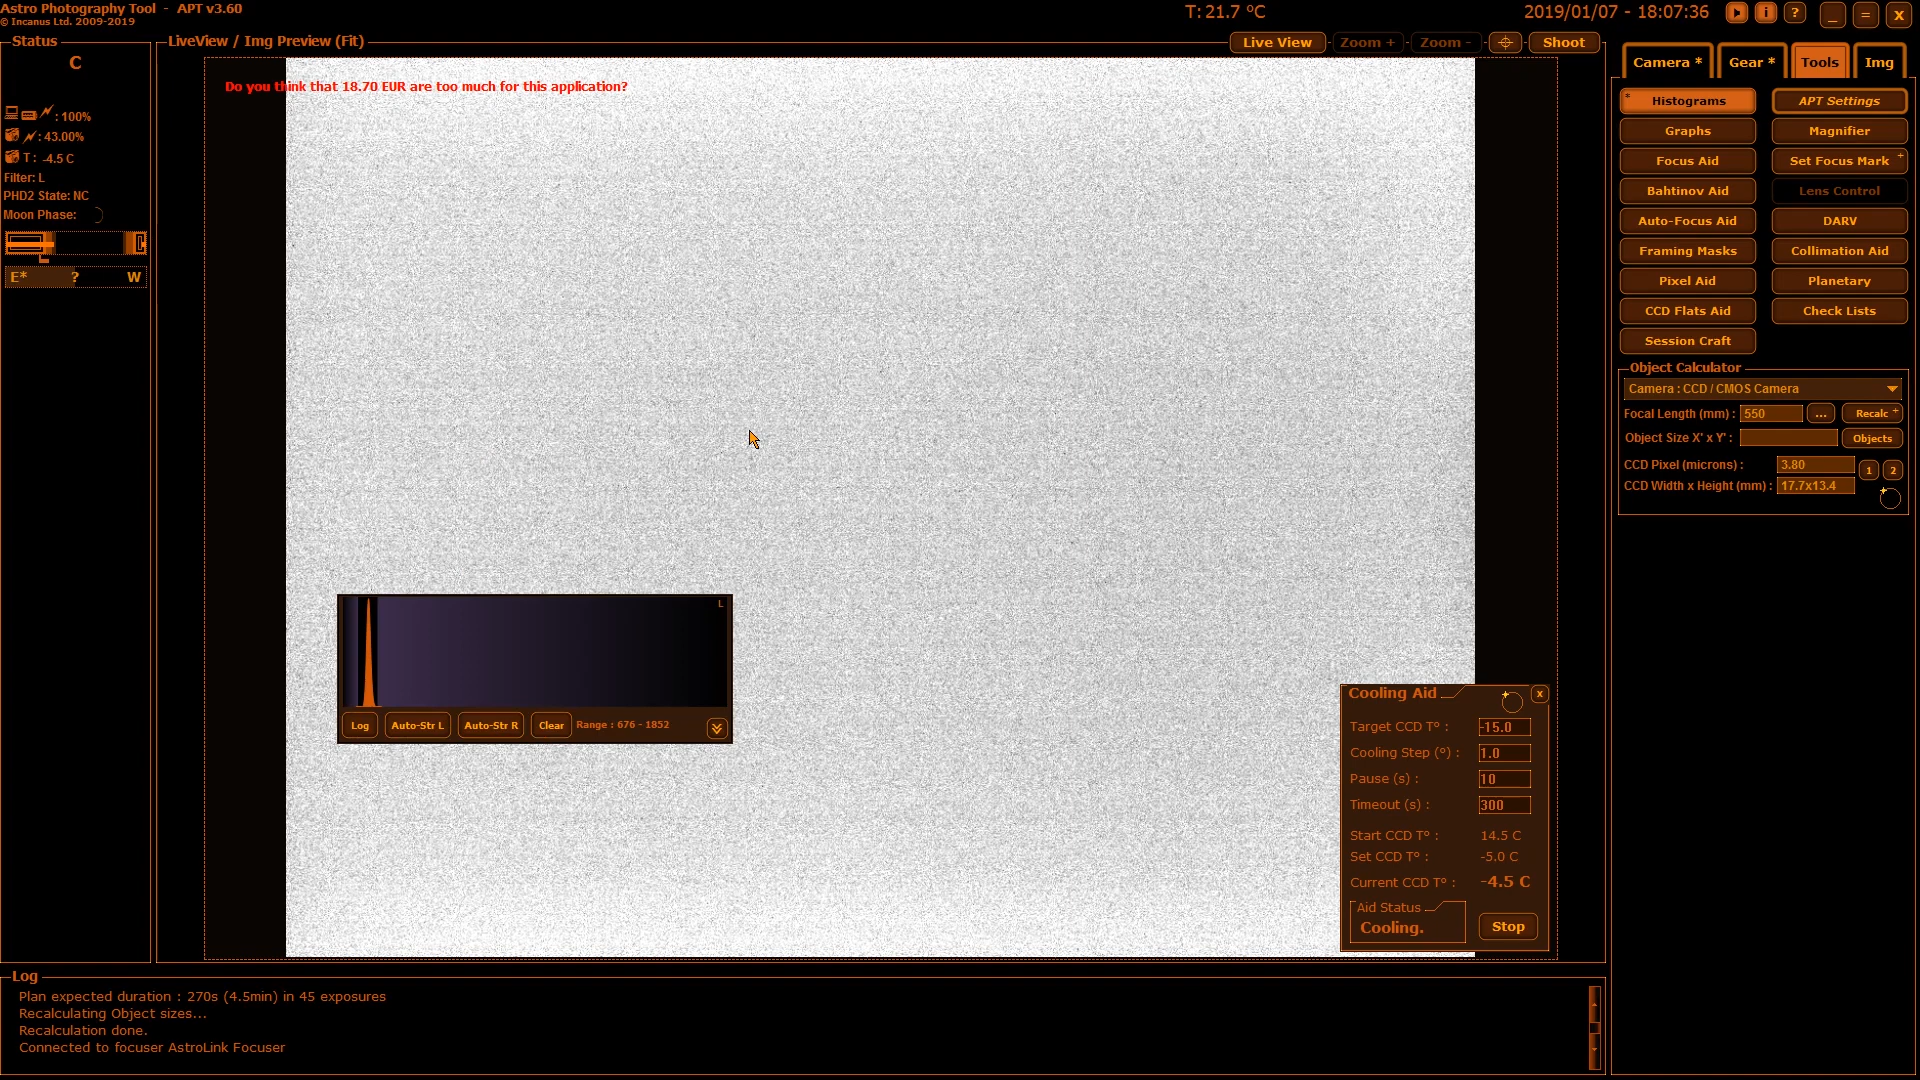 Astro Photography Tool - APT v3.60
© Incanus Ltd. 2009-2019
T: 21.7 ºC
2019/01/07 - 18:07:36
i
?
_
=
X
Status
C
: 100%
: 43.00%
T : -4.5 C
Filter: L
PHD2 State: NC
Moon Phase:
E* ? W
LiveView / Img Preview (Fit)
Live View
Zoom +
Zoom -
Shoot
Do you think that 18.70 EUR are too much for this application?
L
Log
Auto-Str L
Auto-Str R
Clear
Range : 676 - 1852
Cooling Aid
x
Target CCD Tº : -15.0
Cooling Step (º) : 1.0
Pause (s) : 10
Timeout (s) : 300
Start CCD Tº : 14.5 C
Set CCD Tº : -5.0 C
Current CCD Tº : -4.5 C
Aid Status
Cooling.
Stop
Camera *
Gear *
Tools
Img
* Histograms
APT Settings
Graphs
Magnifier
Focus Aid
Set Focus Mark +
Bahtinov Aid
Lens Control
Auto-Focus Aid
DARV
Framing Masks
Collimation Aid
Pixel Aid
Planetary
CCD Flats Aid
Check Lists
Session Craft
Object Calculator
Camera : CCD / CMOS Camera
Focal Length (mm) : 550 ... Recalc +
Object Size X' x Y' : Objects
CCD Pixel (microns) : 3.80
1 2
CCD Width x Height (mm) : 17.7x13.4
Log
Plan expected duration : 270s (4.5min) in 45 exposures
Recalculating Object sizes...
Recalculation done.
Connected to focuser AstroLink Focuser